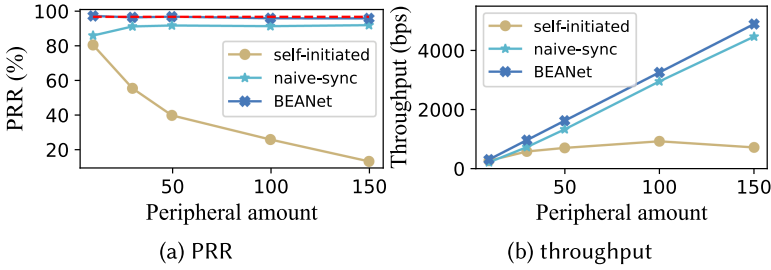 PRR (%)
100
80
60
40
20
50
100
150
Peripheral amount
self-initiated
naive-sync
BEANet
(a) PRR
Throughput (bps)
4000
2000
0
0
50
100
150
Peripheral amount
self-initiated
naive-sync
BEANet
(b) throughput